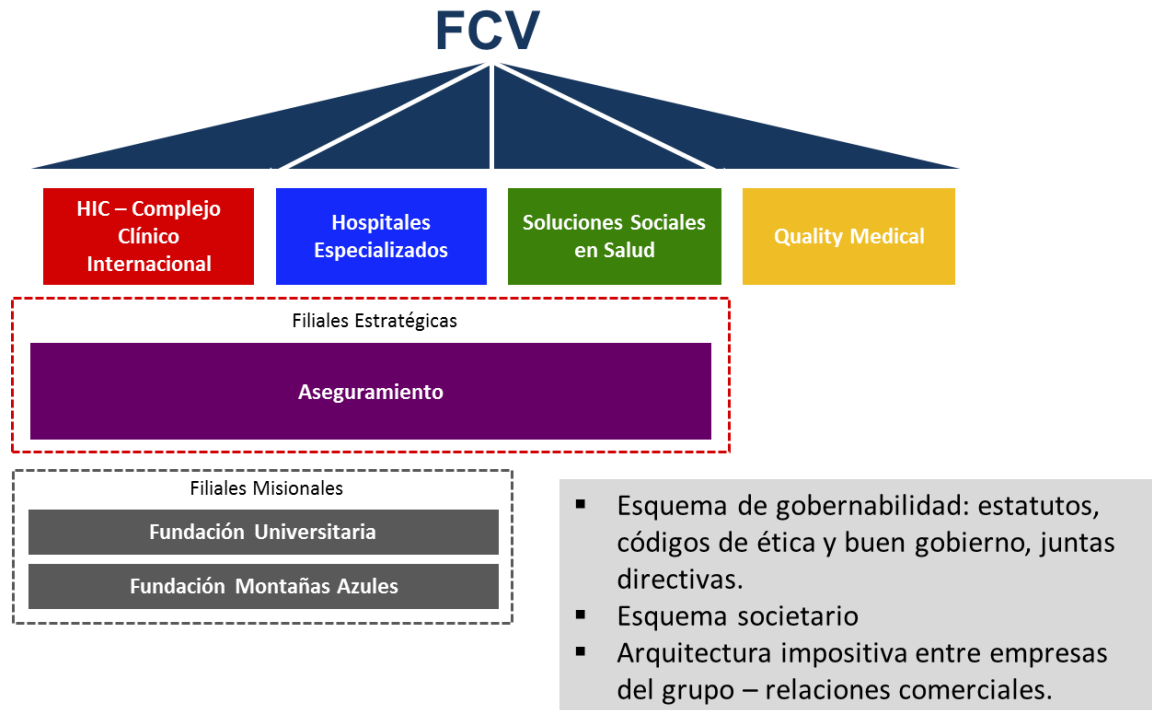 FCV
HIC – Complejo
Clínico
Internacional
Hospitales
Especializados
Soluciones Sociales
en Salud
Quality Medical
Filiales Estratégicas
Aseguramiento
Filiales Misionales
Fundación Universitaria
Fundación Montañas Azules
▪ Esquema de gobernabilidad: estatutos,
códigos de ética y buen gobierno, juntas
directivas.
▪ Esquema societario
▪ Arquitectura impositiva entre empresas
del grupo – relaciones comerciales.